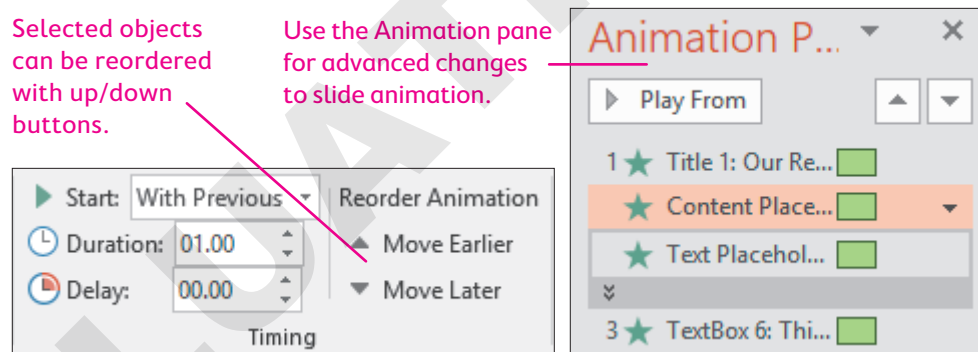 Selected objects
can be reordered
with up/down
buttons.
Use the Animation pane
for advanced changes
to slide animation.
Start: With Previous
Duration: 01.00
Delay: 00.00
Reorder Animation
Move Earlier
Move Later
Timing
Animation P...
Play From
1 Title 1: Our Re...
Content Place...
Text Placehol...
3 TextBox 6: Thi...